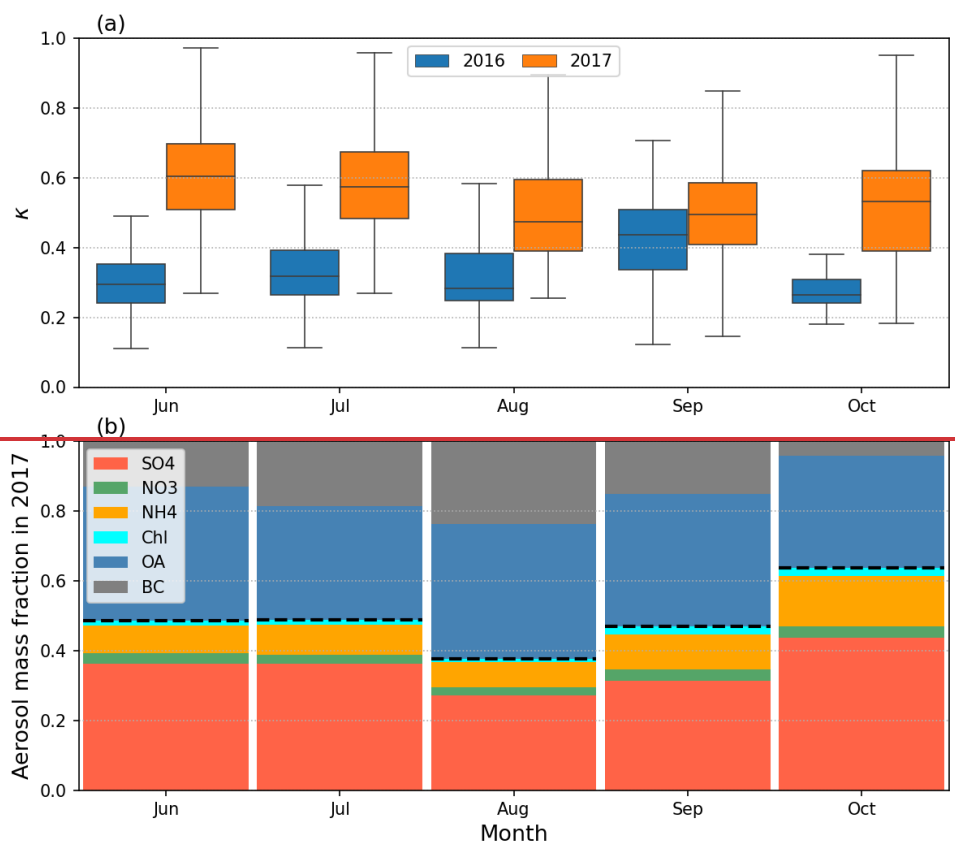 (a)
κ
1.0
0.8
0.6
0.4
0.2
0.0
2016 2017
Jun Jul Aug Sep Oct
(b)
Aerosol mass fraction in 2017
1.0
0.8
0.6
0.4
0.2
0.0
SO4
NO3
NH4
Chl
OA
BC
Jun Jul Aug Sep Oct
Month